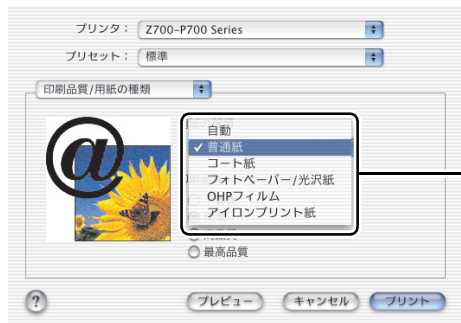 プリンタ： Z700-P700 Series
プリセット： 標準
印刷品質/用紙の種類
自動
✓ 普通紙
コート紙
フォトペーパー/光沢紙
OHPフィルム
アイロンプリント紙
最高品質
@
?
プレビュー キャンセル プリント